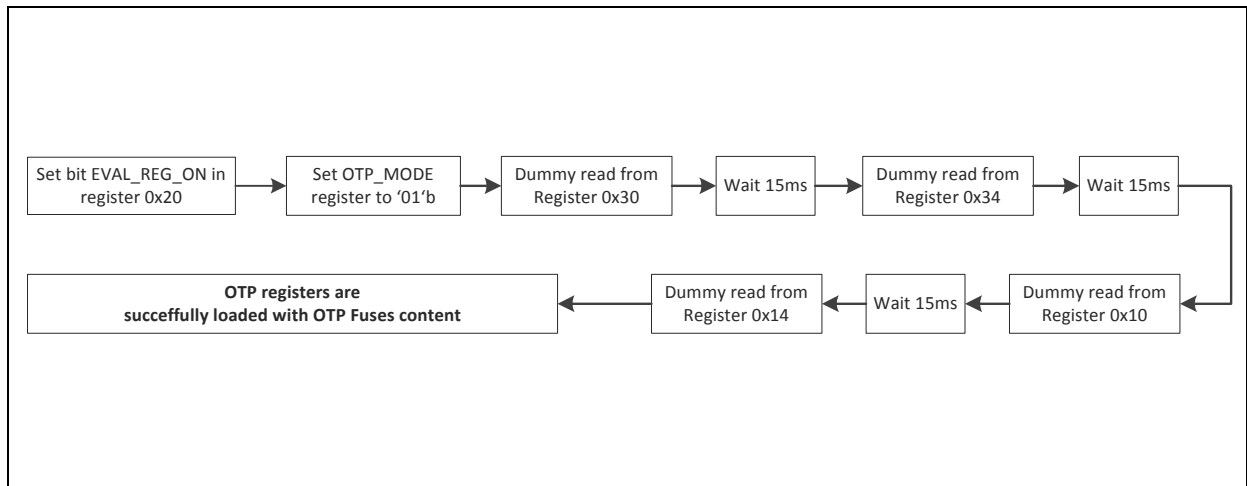 Set bit EVAL_REG_ON in
register 0x20
Set OTP_MODE
register to ‘01‘b
Dummy read from
Register 0x30
Wait 15ms
Dummy read from
Register 0x34
Wait 15ms
Dummy read from
Register 0x10
Wait 15ms
Dummy read from
Register 0x14
OTP registers are
succeffully loaded with OTP Fuses content